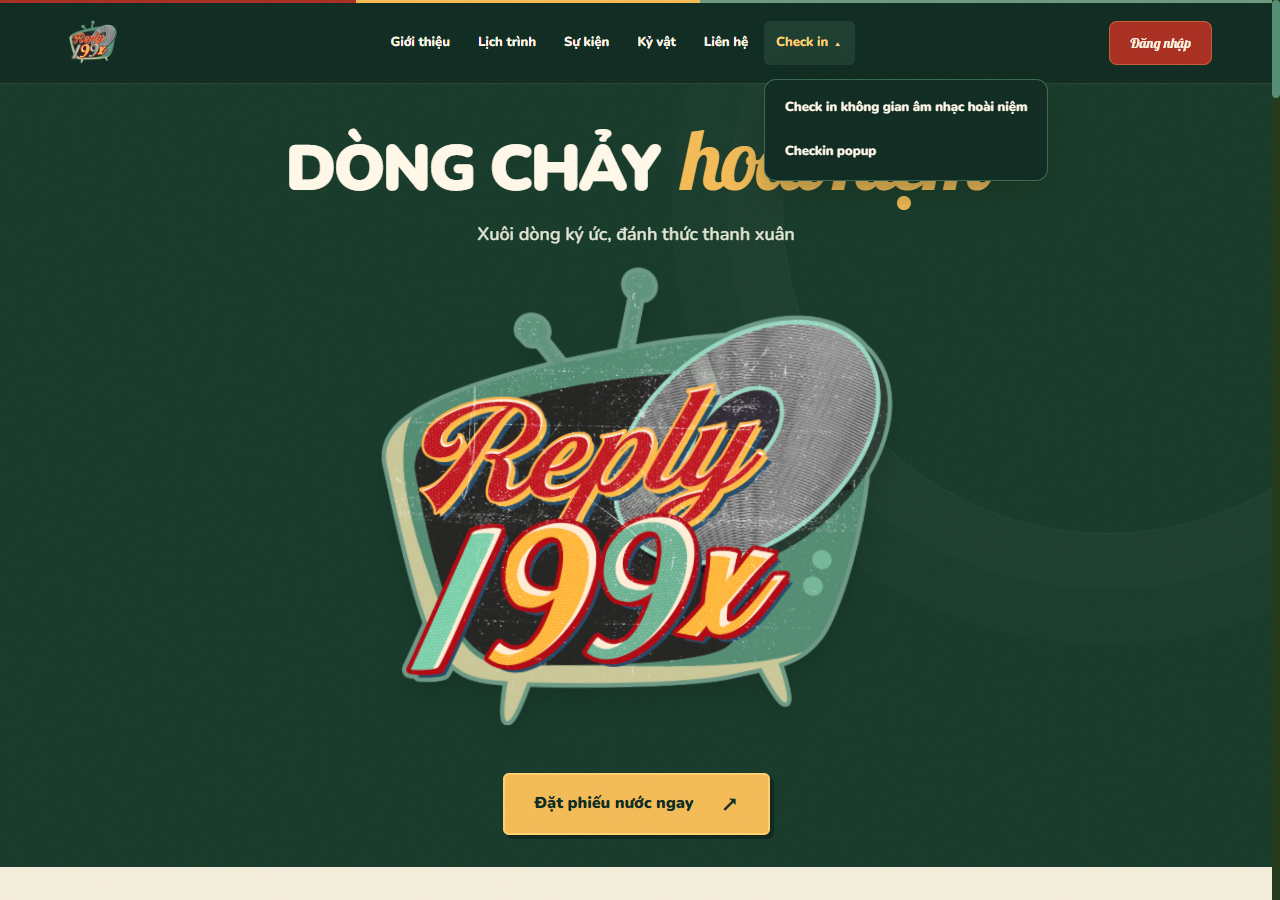 Reply
199x
Giới thiệu
Lịch trình
Sự kiện
Kỷ vật
Liên hệ
Check in
Đăng nhập
Check in không gian âm nhạc hoài niệm
Checkin popup
DÒNG CHẢY
Xuôi dòng ký ức, đánh thức thanh xuân
Reply
199x
Đặt phiếu nước ngay ↗